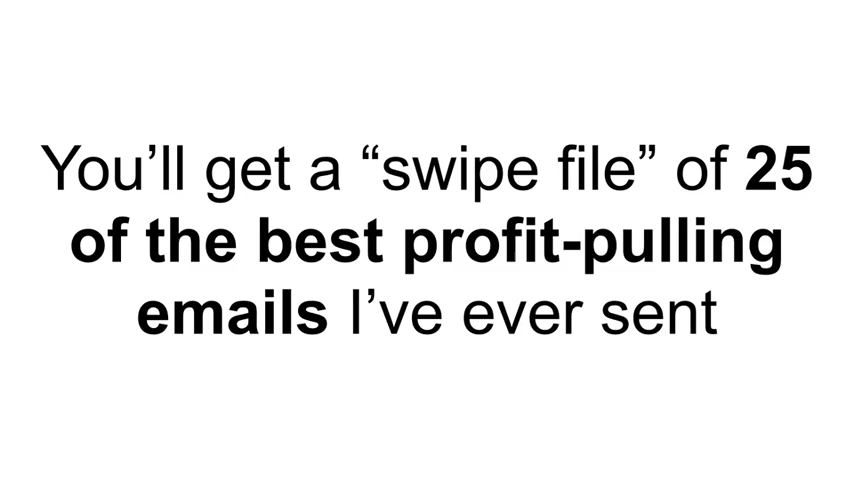 You’ll get a “swipe file” of 25
of the best profit-pulling
emails I’ve ever sent